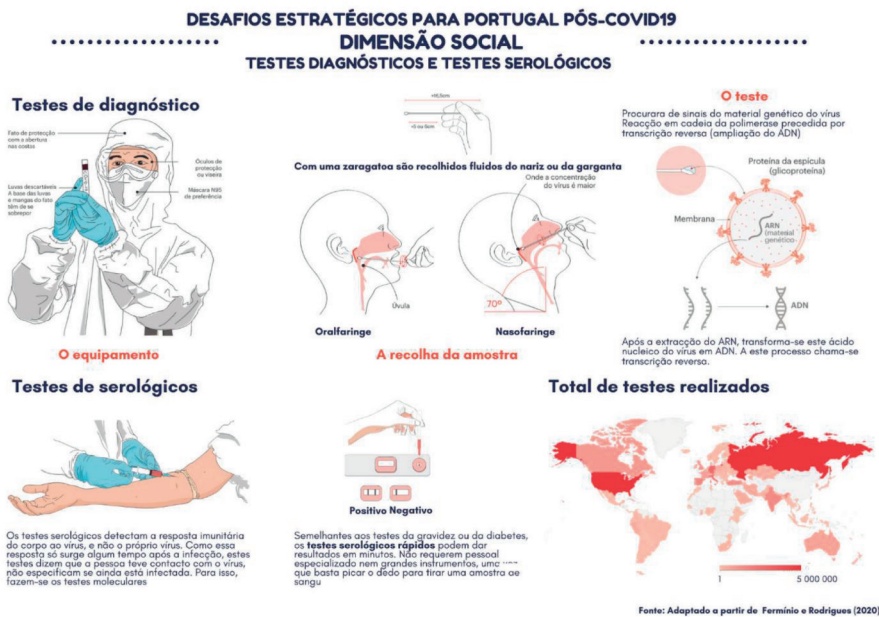 DESAFIOS ESTRATÉGICOS PARA PORTUGAL PÓS-COVID19
DIMENSÃO SOCIAL
TESTES DIAGNÓSTICOS E TESTES SEROLÓGICOS
Testes de diagnóstico
Fato de protecção
com a abertura
nas costas
Óculos de
protecção
ou viseira
Luvas descartáveis
A base das luvas
e mangas do fato
têm de se
sobrepor
Máscara N95
de preferência
O equipamento
+16,5cm
+5 ou 6cm
Com uma zaragatoa são recolhidos fluidos do nariz ou da garganta
Onde a concentração
do vírus é maior
Úvula
70º
Oralfaringe
Nasofaringe
A recolha da amostra
O teste
Procurara de sinais do material genético do vírus
Reacção em cadeia da polimerase precedida por
transcrição reversa (ampliação do ADN)
Proteína da espícula
(glicoproteína)
Membrana
ARN
(material
genético
ADN
Após a extracção do ARN, transforma-se este ácido
nucleico do vírus em ADN. A este processo chama-se
transcrição reversa.
Testes de serológicos
Os testes serológicos detectam a resposta imunitária
do corpo ao vírus, e não o próprio vírus. Como essa
resposta só surge algum tempo após a infecção, estes
testes dizem que a pessoa teve contacto com o vírus,
não especificam se ainda está infectada. Para isso,
fazem-se os testes moleculares
Positivo Negativo
Semelhantes aos testes da gravidez ou da diabetes,
os testes serológicos rápidos podem dar
resultados em minutos. Não requerem pessoal
especializado nem grandes instrumentos, uma
que basta picar o dedo para tirar uma amostra de
sangu
Total de testes realizados
1
5 000 000
Fonte: Adaptado a partir de Fermínio e Rodrigues (2020)